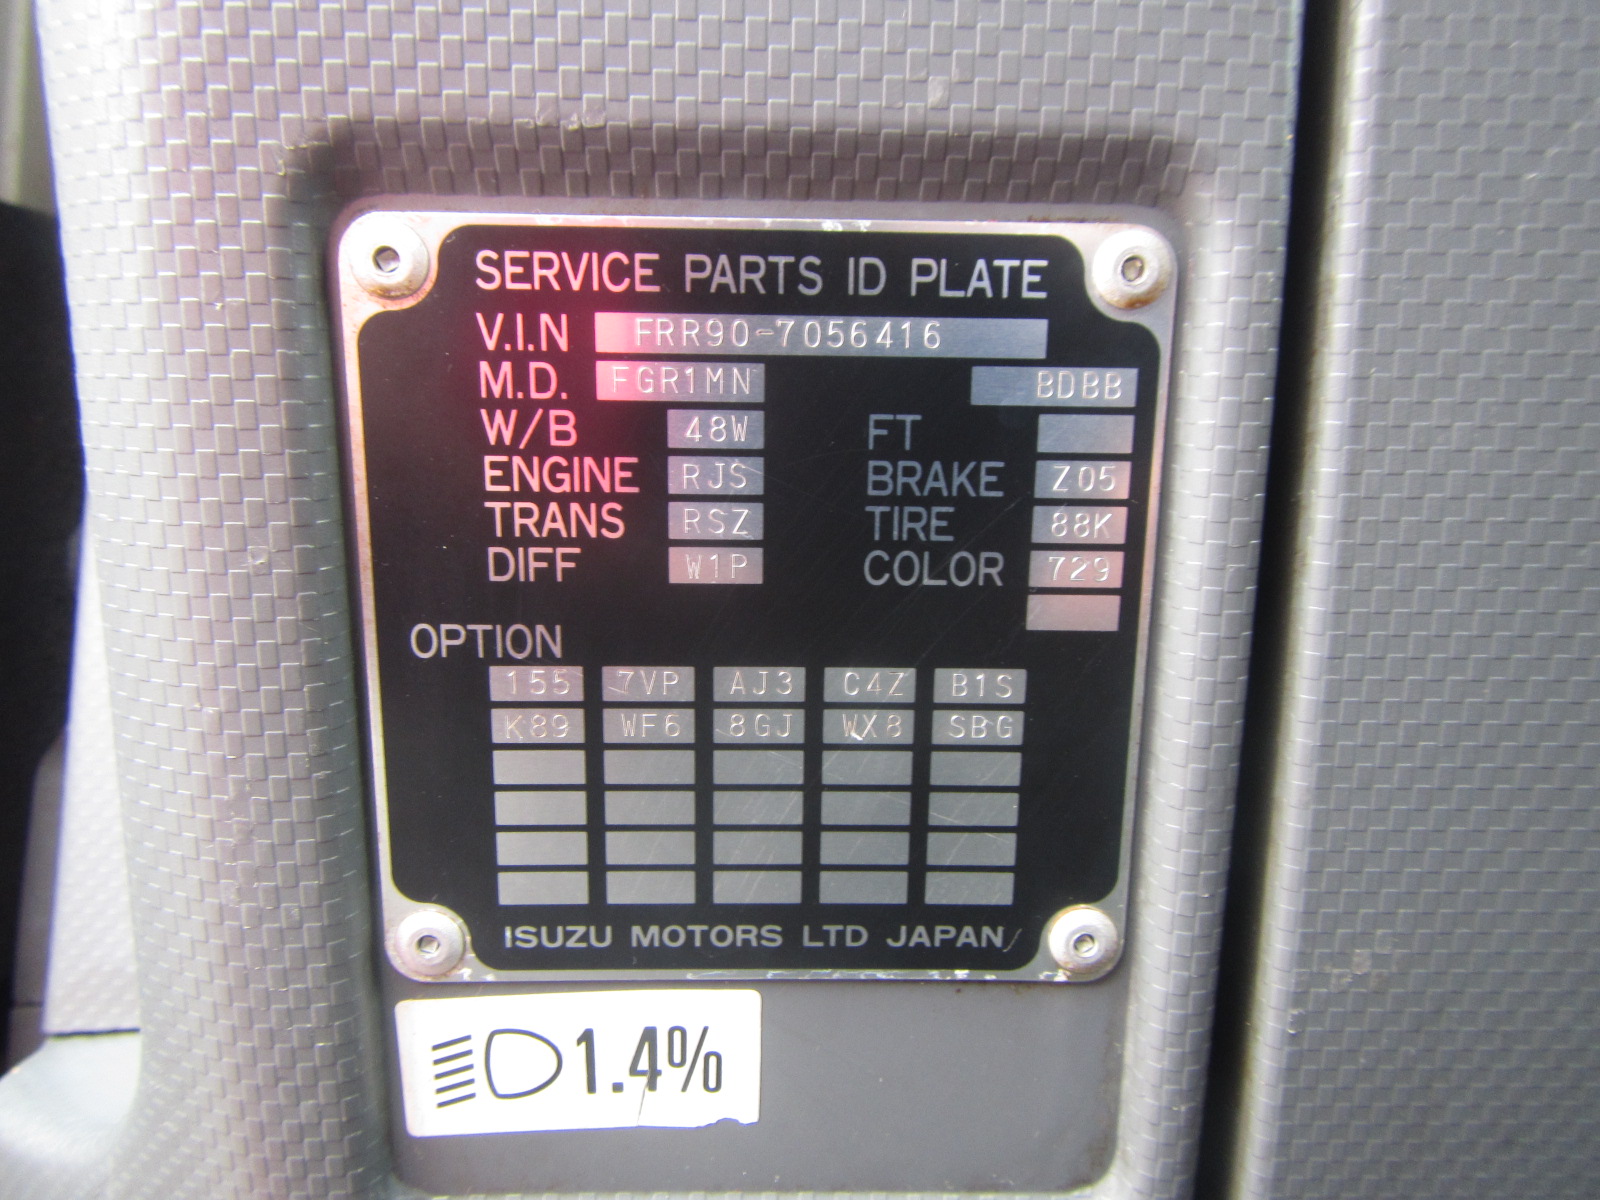 SERVICE PARTS ID PLATE
V.I.N FRR90-7056416
M.D. FGR1MN BDBB
W/B 48W FT
ENGINE RJS BRAKE Z05
TRANS RSZ TIRE 88K
DIFF W1P COLOR 729
OPTION
155 7VP AJ3 C4Z B1S
K89 WF6 8GJ WX8 SBG
ISUZU MOTORS LTD JAPAN
1.4%